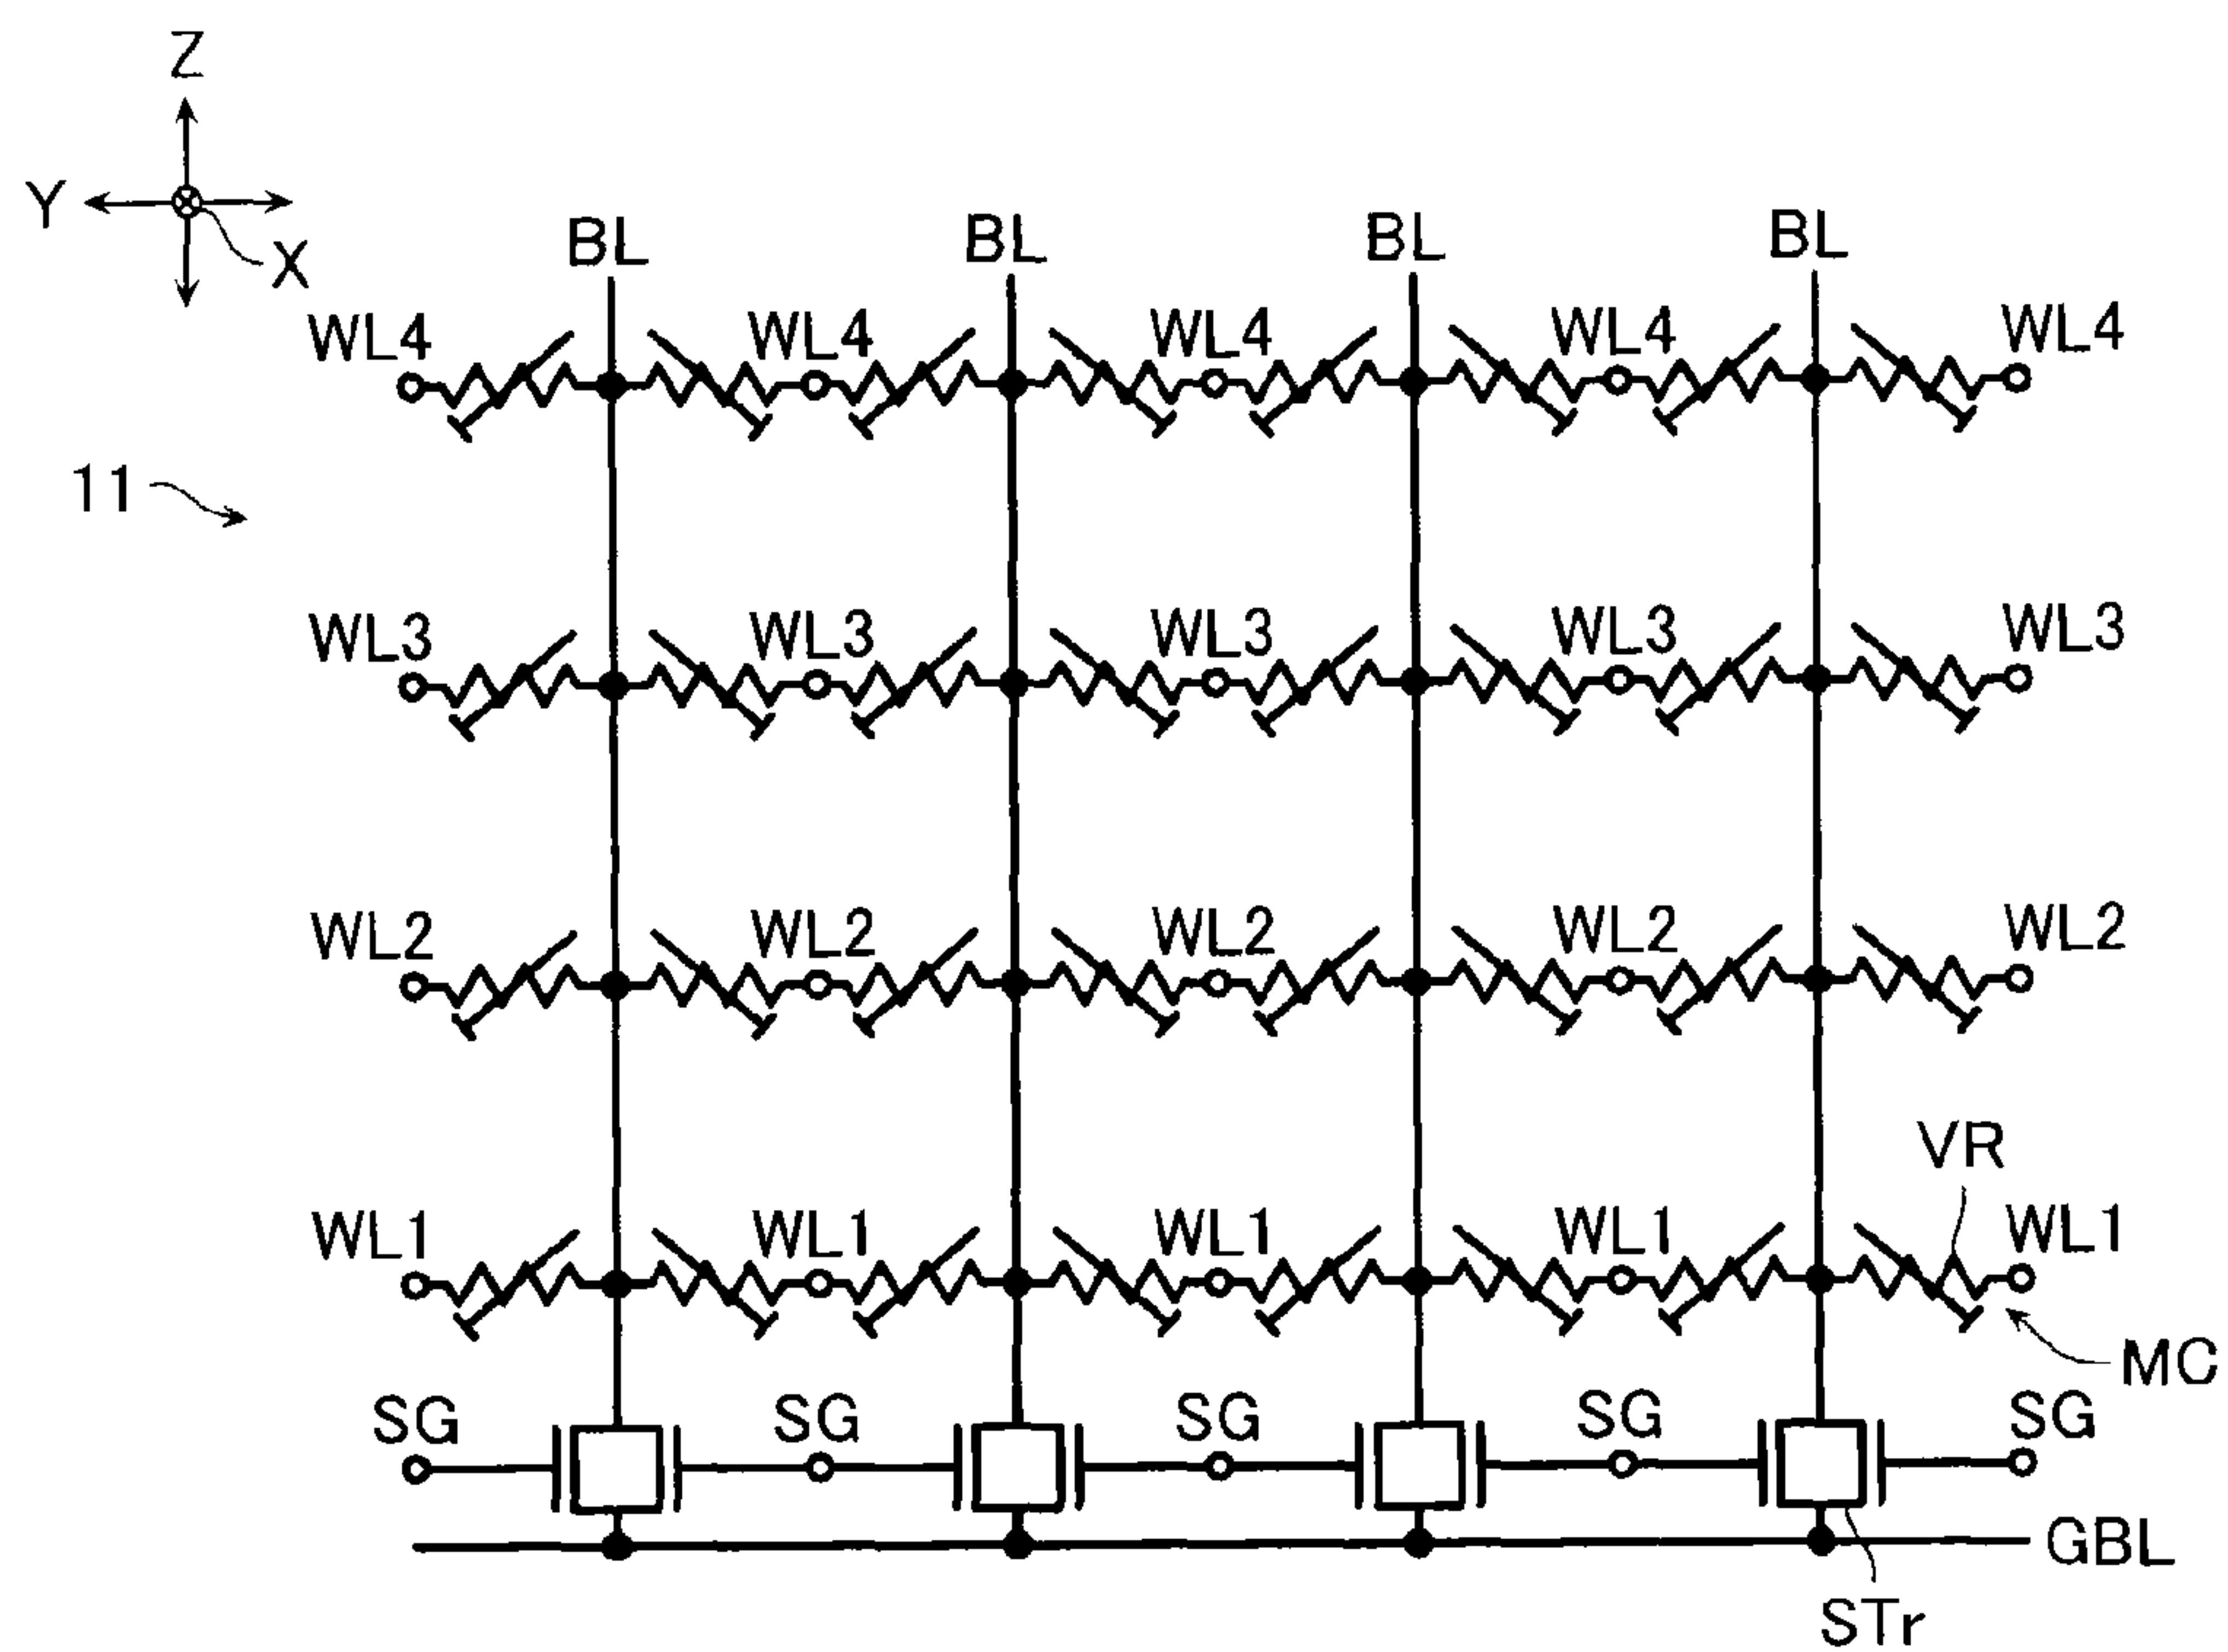 Z
Y
X
BL BL BL BL
WL4 WL4 WL4 WL4 WL4
11
WL3 WL3 WL3 WL3 WL3
WL2 WL2 WL2 WL2 WL2
VR
WL1 WL1 WL1 WL1 WL1
MC
SG SG SG SG SG
GBL
STr